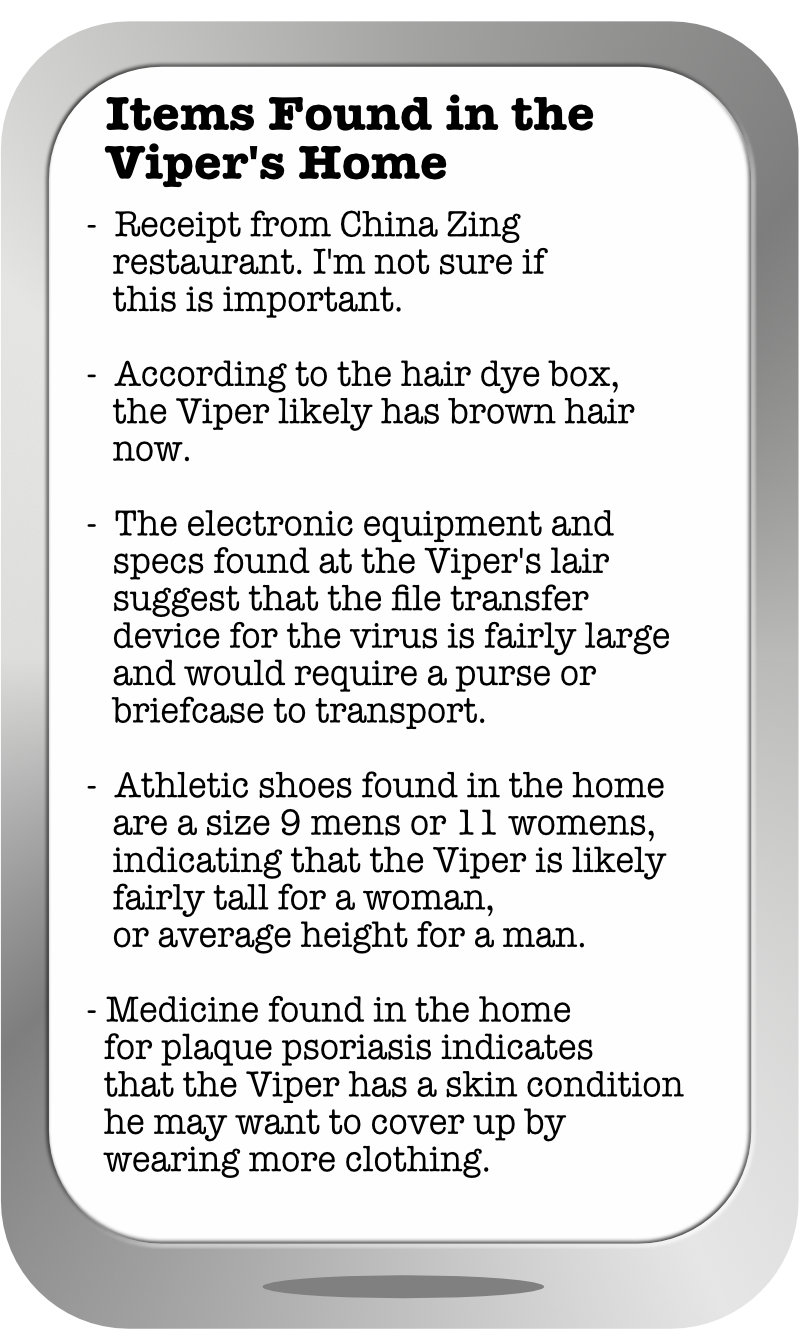 Items Found in the
Viper's Home
- Receipt from China Zing
restaurant. I'm not sure if
this is important.
- According to the hair dye box,
the Viper likely has brown hair
now.
- The electronic equipment and
specs found at the Viper's lair
suggest that the file transfer
device for the virus is fairly large
and would require a purse or
briefcase to transport.
- Athletic shoes found in the home
are a size 9 mens or 11 womens,
indicating that the Viper is likely
fairly tall for a woman,
or average height for a man.
- Medicine found in the home
for plaque psoriasis indicates
that the Viper has a skin condition
he may want to cover up by
wearing more clothing.